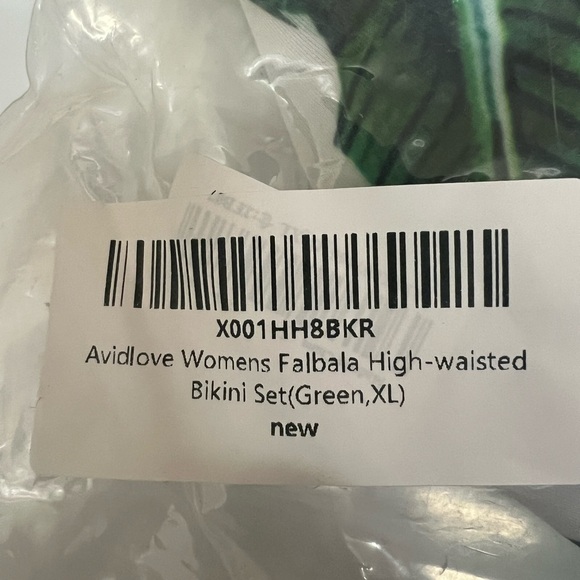 X001HH8BKR
Avidlove Womens Falbala High-waisted
Bikini Set(Green,XL)
new